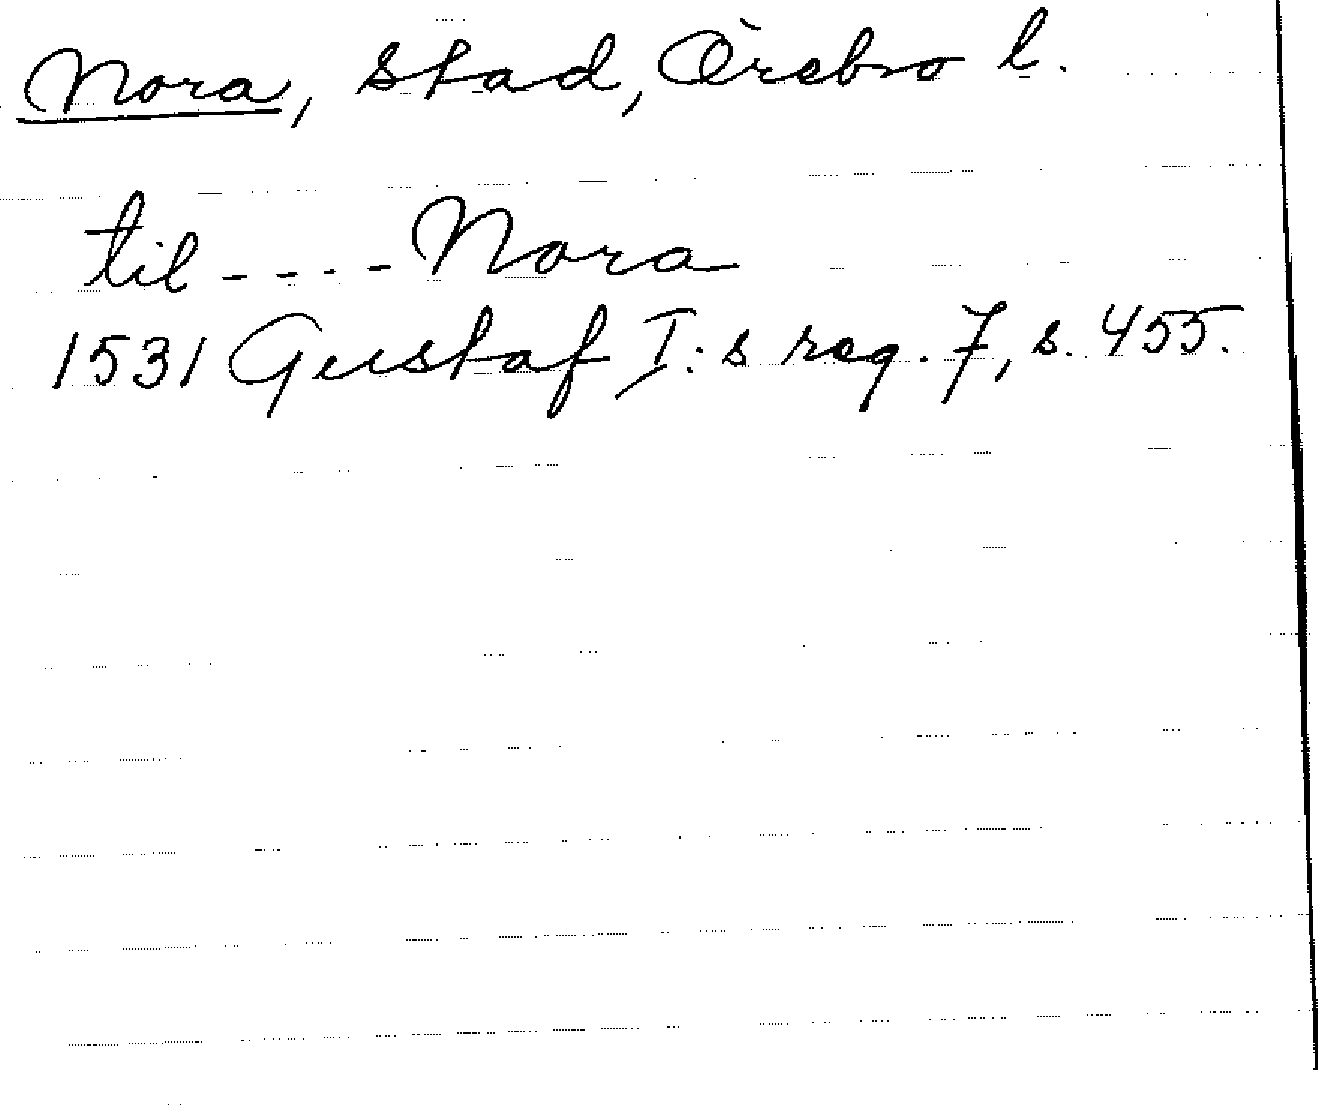 Nora, stad, Örebro l.
til - - - - Nora
1531 Gustaf I:s reg. 7, s. 455.